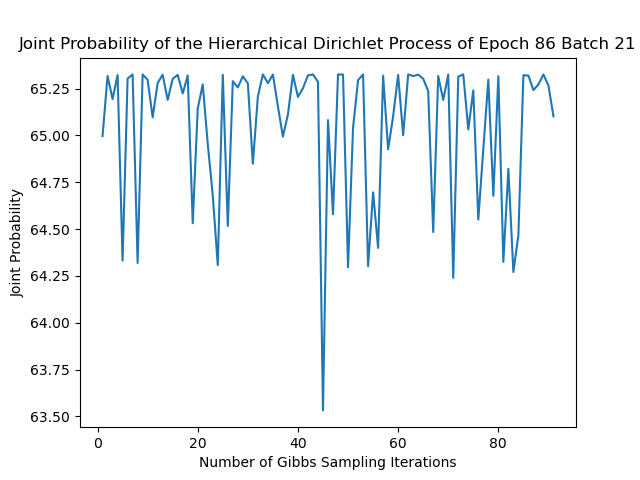 Joint Probability of the Hierarchical Dirichlet Process of Epoch 86 Batch 21
Joint Probability
65.25
65.00
64.75
64.50
64.25
64.00
63.75
63.50
0 20 40 60 80
Number of Gibbs Sampling Iterations